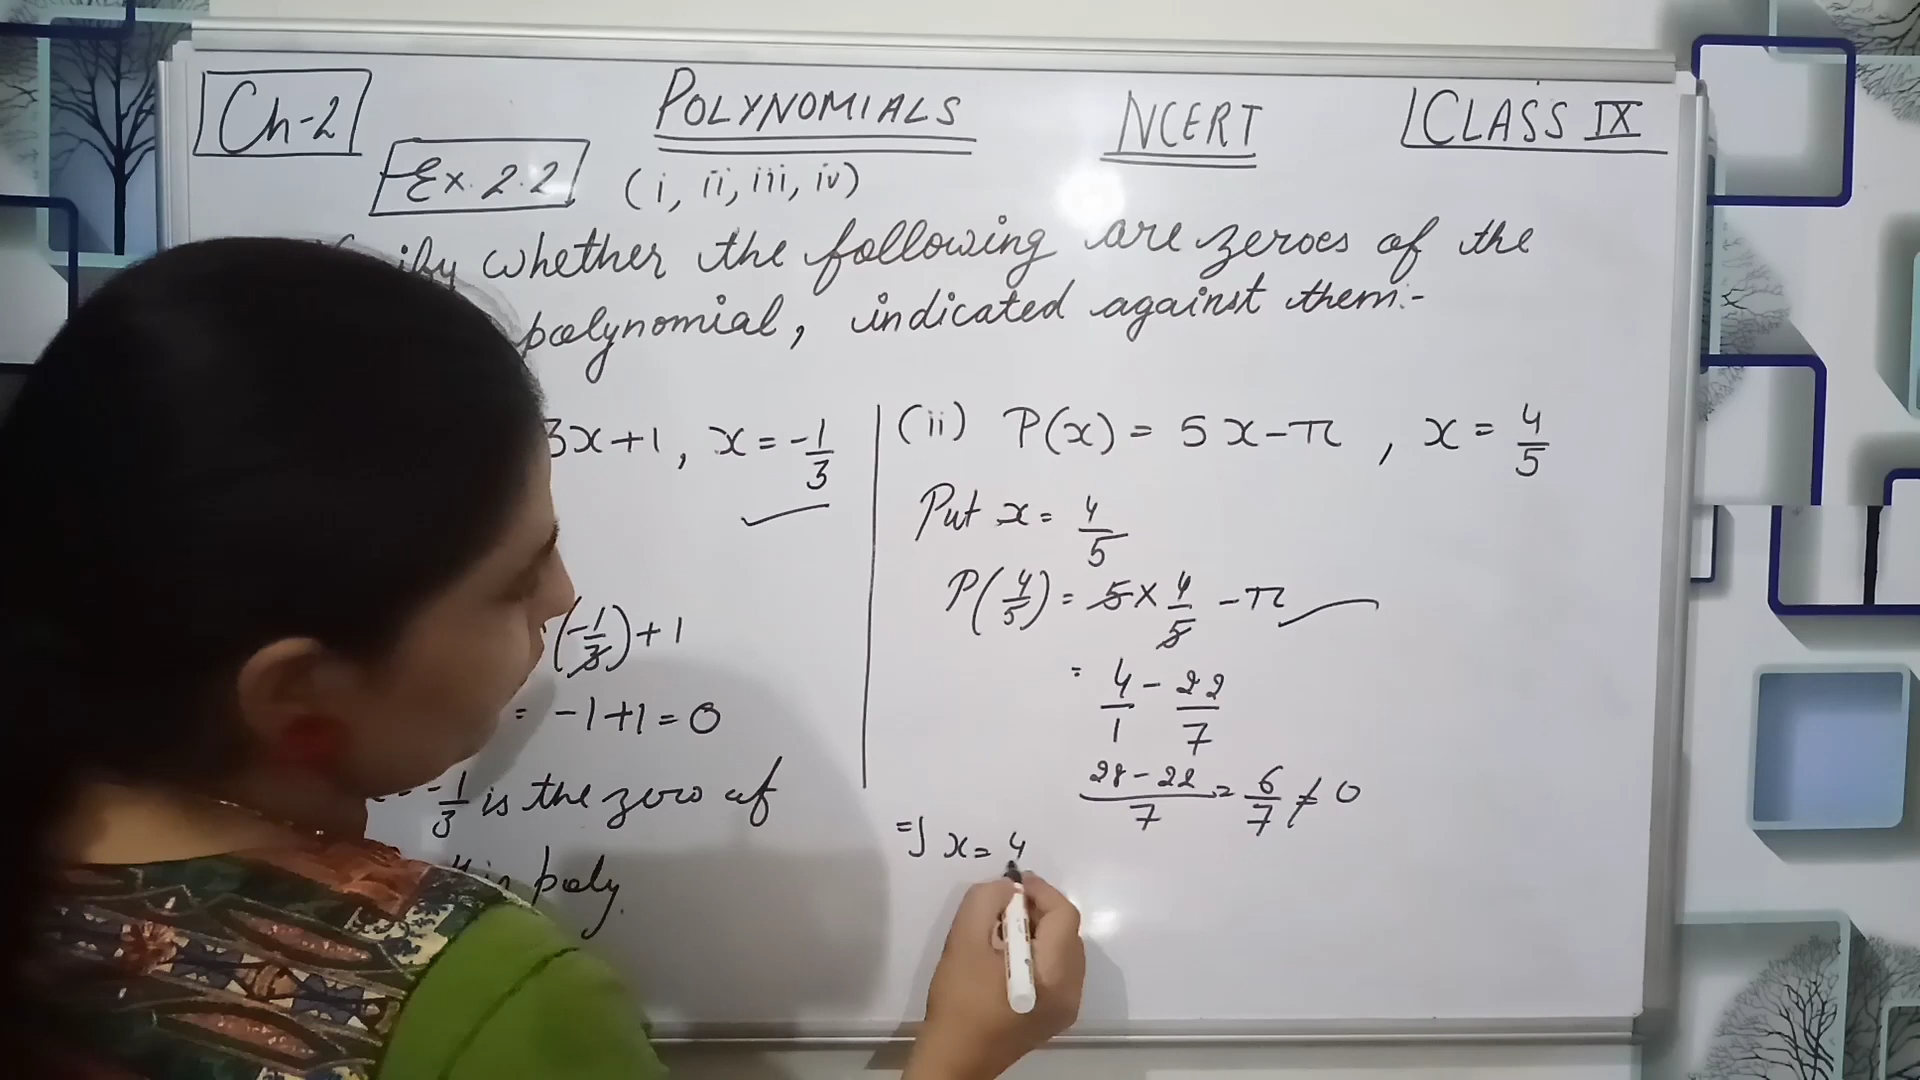 Ch-2 POLYNOMIALS NCERT CLASS IX
Ex. 2.2 (i, ii, iii, iv)
whether the following are zeroes of the
polynomial, indicated against them:-
3x+1, x = -1/3
(-1/3)+1
= -1+1=0
-1/3 is the zero of
poly.
(ii) P(x) = 5x-π, x = 4/5
Put x = 4/5
P(4/5) = 5 × 4/5 - π
= 4/1 - 22/7
28-22/7 = 6/7 ≠ 0
⇒ x = 4